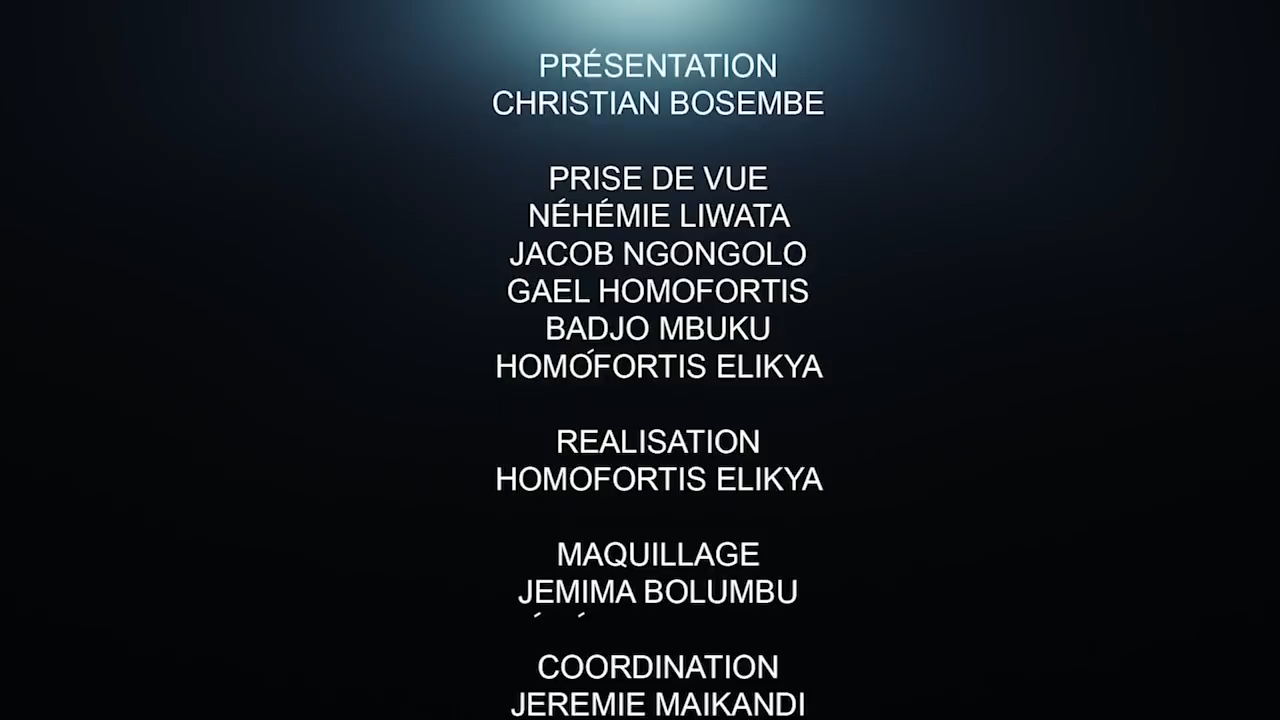 PRÉSENTATION
CHRISTIAN BOSEMBE
PRISE DE VUE
NÉHÉMIE LIWATA
JACOB NGONGOLO
GAEL HOMOFORTIS
BADJO MBUKU
HOMOFORTIS ELIKYA
REALISATION
HOMOFORTIS ELIKYA
MAQUILLAGE
JEMIMA BOLUMBU
COORDINATION
JEREMIE MAIKANDI